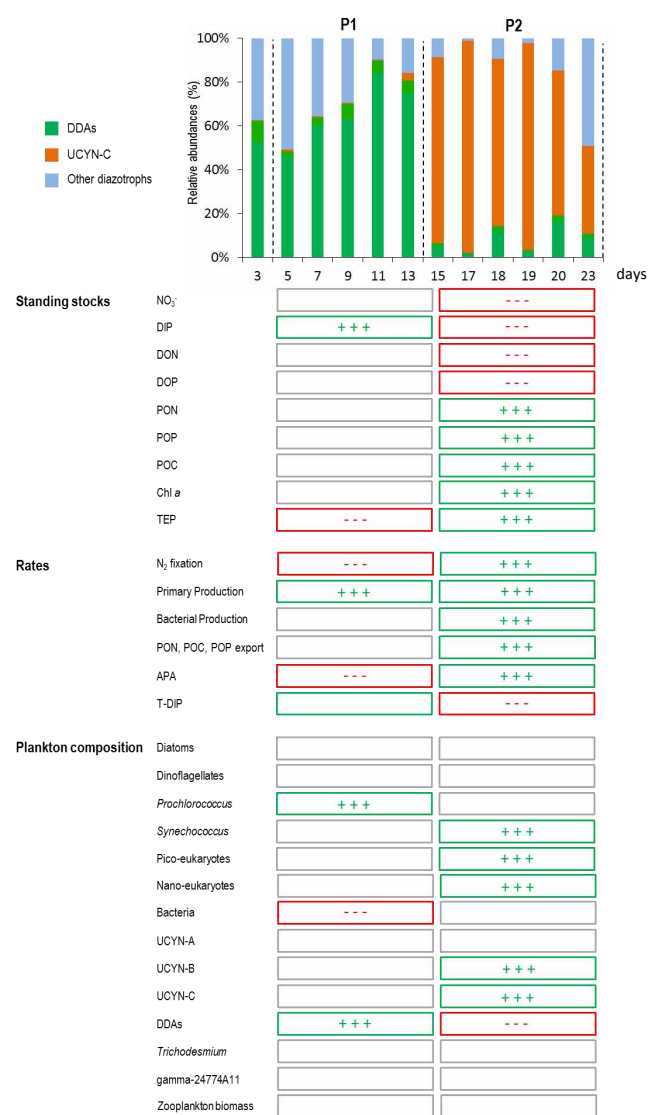 P1 P2
100%
80%
60%
40%
20%
0%
Relative abundances (%)
DDAs
UCYN-C
Other diazotrophs
3 5 7 9 11 13 15 17 18 19 20 23 days
Standing stocks NO₃⁻ - - -
DIP + + + - - -
DON - - -
DOP - - -
PON + + +
POP + + +
POC + + +
Chl a + + +
TEP - - - + + +
Rates N₂ fixation - - - + + +
Primary Production + + + + + +
Bacterial Production + + +
PON, POC, POP export + + +
APA - - - + + +
T-DIP - - -
Plankton composition Diatoms
Dinoflagellates
Prochlorococcus + + +
Synechococcus + + +
Pico-eukaryotes + + +
Nano-eukaryotes + + +
Bacteria - - -
UCYN-A
UCYN-B + + +
UCYN-C + + +
DDAs + + + - - -
Trichodesmium
gamma-24774A11
Zooplankton biomass